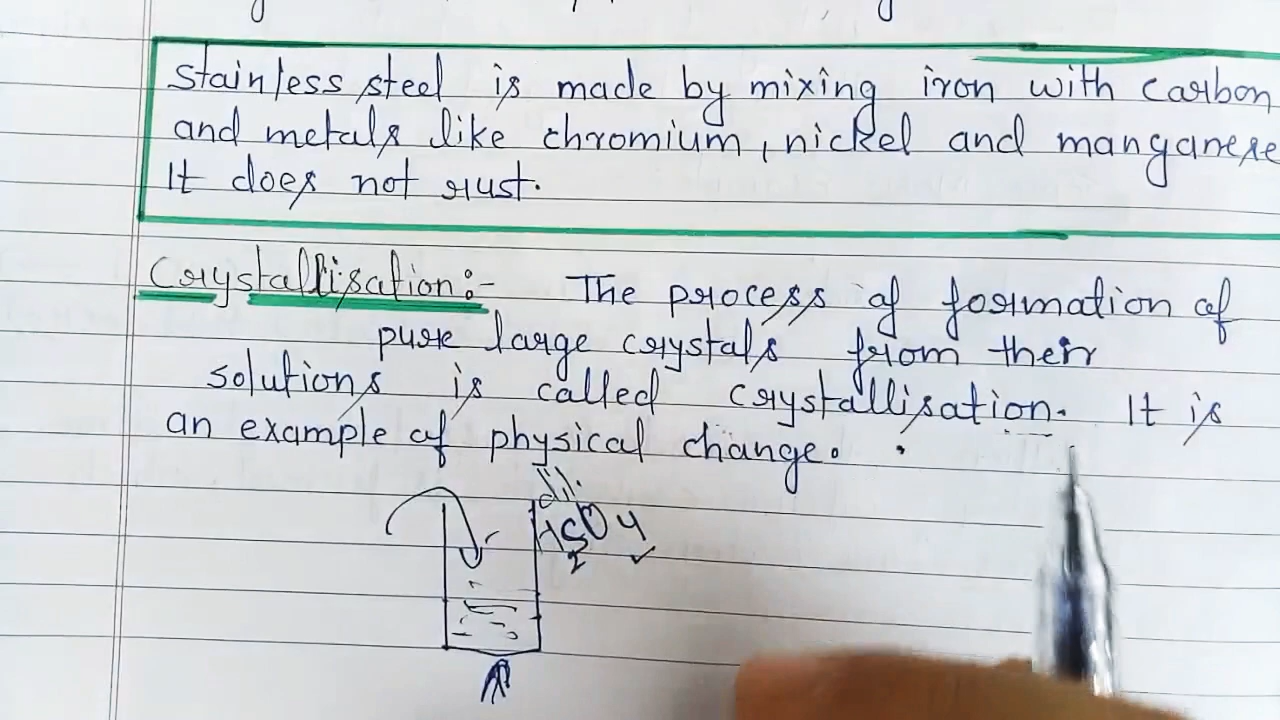 stainless steel is made by mixing iron with carbon
and metals like chromium, nickel and manganese
It does not rust.
Crystallisation:- The process of formation of
pure large crystals from their
solutions is called crystallisation. It is
an example of physical change.
dil.
H2SO4